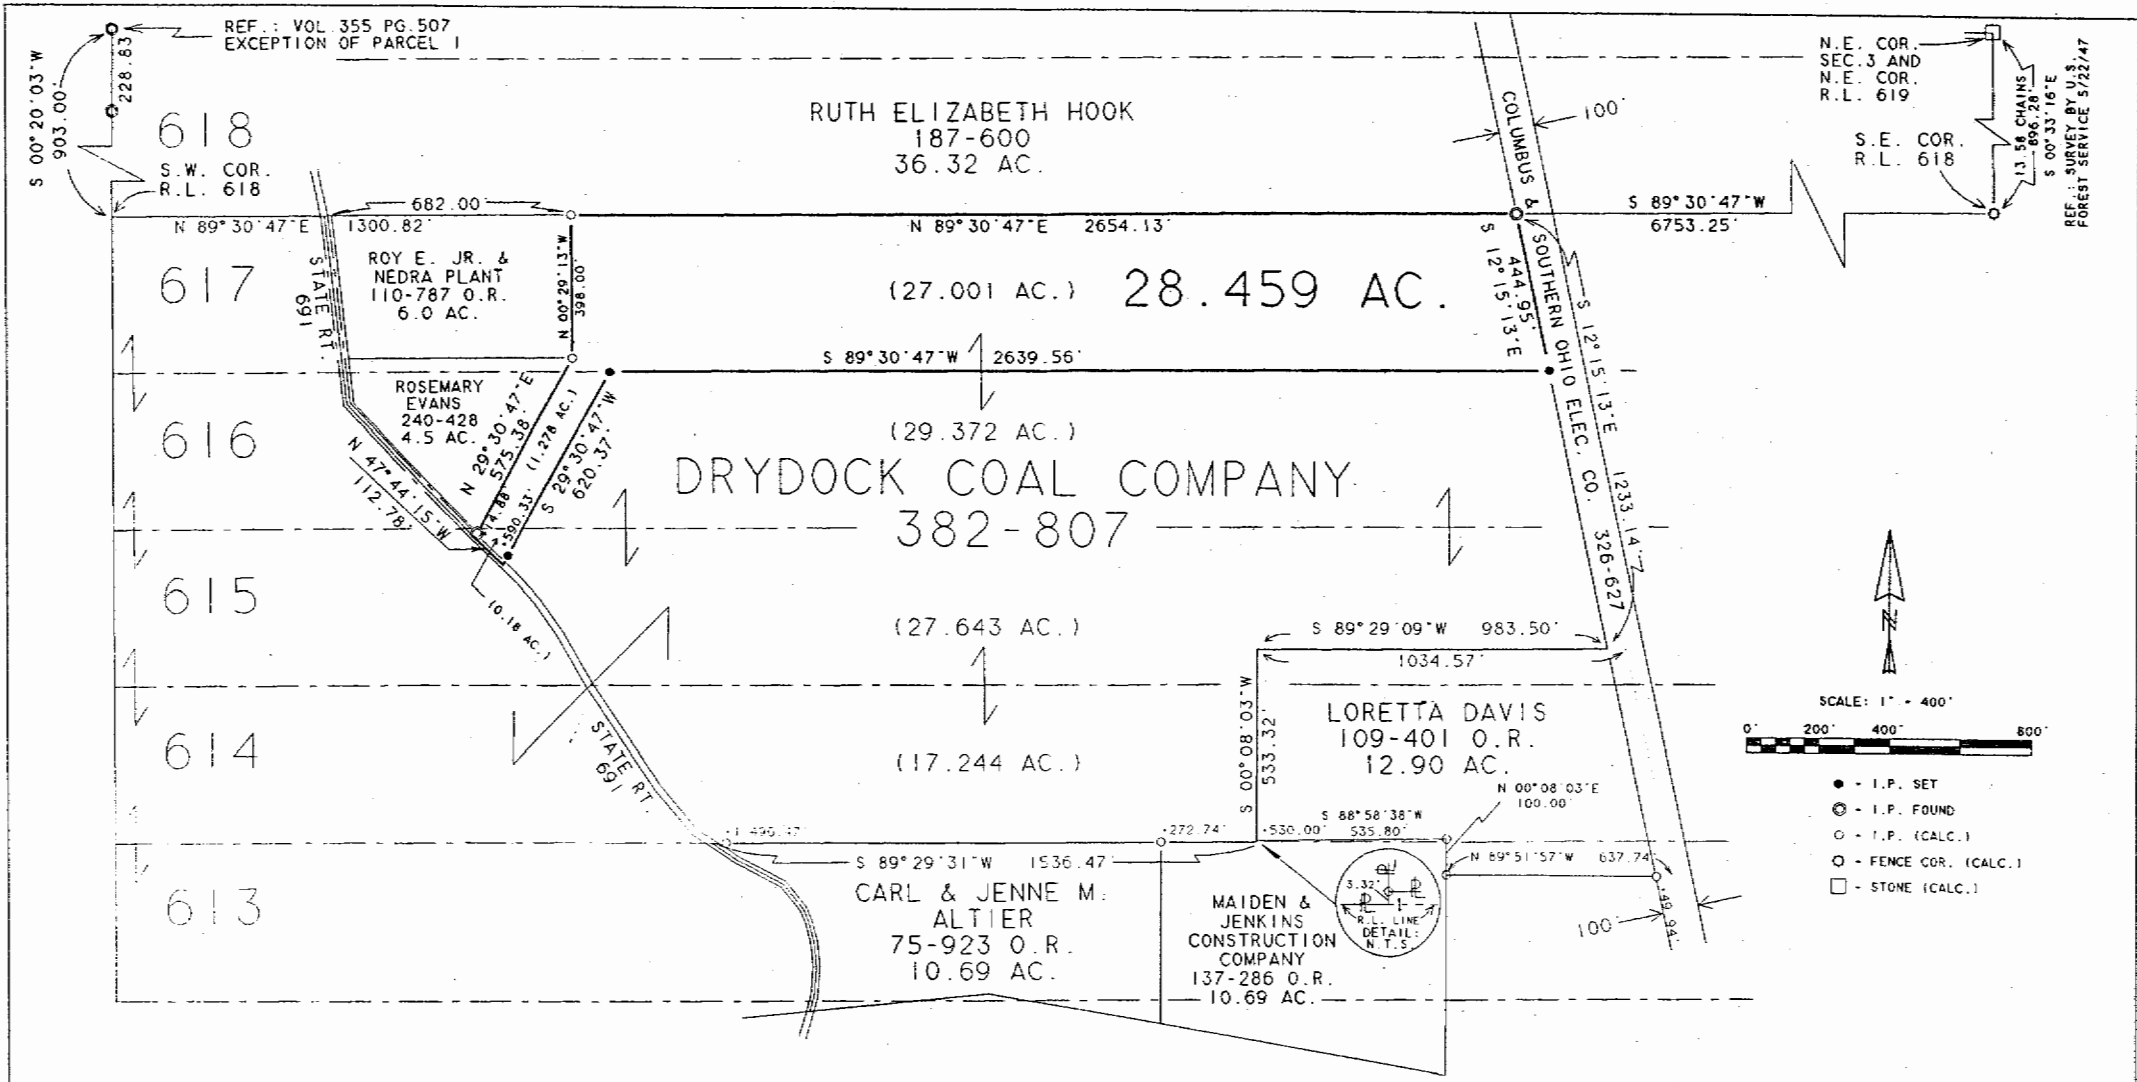 REF.: VOL 355 PG.507
EXCEPTION OF PARCEL 1
S 00°20'03"W
903.00'
228.83
618
S.W. COR.
R.L. 618
RUTH ELIZABETH HOOK
187-600
36.32 AC.
COLUMBUS & SOUTHERN OHIO ELEC. CO. 326-627
100'
N.E. COR.
SEC.3 AND
N.E. COR.
R.L. 619
S.E. COR.
R.L. 618
13.58 CHAINS
896.28'
S 00°33'16"E
REF.: SURVEY BY U.S.
FOREST SERVICE 5/22/47
682.00'
N 89°30'47"E 1300.82'
N 89°30'47"E 2654.13'
S 89°30'47"W
6753.25'
617
STATE RT.
691
ROY E. JR. &
NEDRA PLANT
110-787 O.R.
6.0 AC.
N 00°29'13"W
398.00'
(27.001 AC.)
28.459 AC.
444.95'
S 12°15'13"E
S 12°15'13"E 1233.14'
S 89°30'47"W 2639.56'
616
ROSEMARY
EVANS
240-428
4.5 AC.
N 29°30'47"E
575.38'
(1.278 AC.)
S 29°30'47"W
620.37'
14.88'
590.33'
N 47°44'15"W
112.78'
(29.372 AC.)
DRYDOCK COAL COMPANY
382-807
615
(0.18 AC.)
(27.643 AC.)
S 89°29'09"W 983.50'
1034.57'
614
STATE RT.
691
(17.244 AC.)
S 00°08'03"W
533.32'
LORETTA DAVIS
109-401 O.R.
12.90 AC.
N 00°08'03"E
100.00'
SCALE: 1" = 400'
0' 200' 400' 800'
● - I.P. SET
◎ - I.P. FOUND
○ - I.P. (CALC.)
○ - FENCE COR. (CALC.)
□ - STONE (CALC.)
272.74'
530.00'
S 88°58'38"W
535.80'
S 89°29'31"W 1536.47'
N 89°51'57"W 637.74'
49.94'
100'
613
CARL & JENNE M.
ALTIER
75-923 O.R.
10.69 AC.
MAIDEN &
JENKINS
CONSTRUCTION
COMPANY
137-286 O.R.
10.69 AC.
3.32'
R.L. LINE
DETAIL:
N.T.S.
N